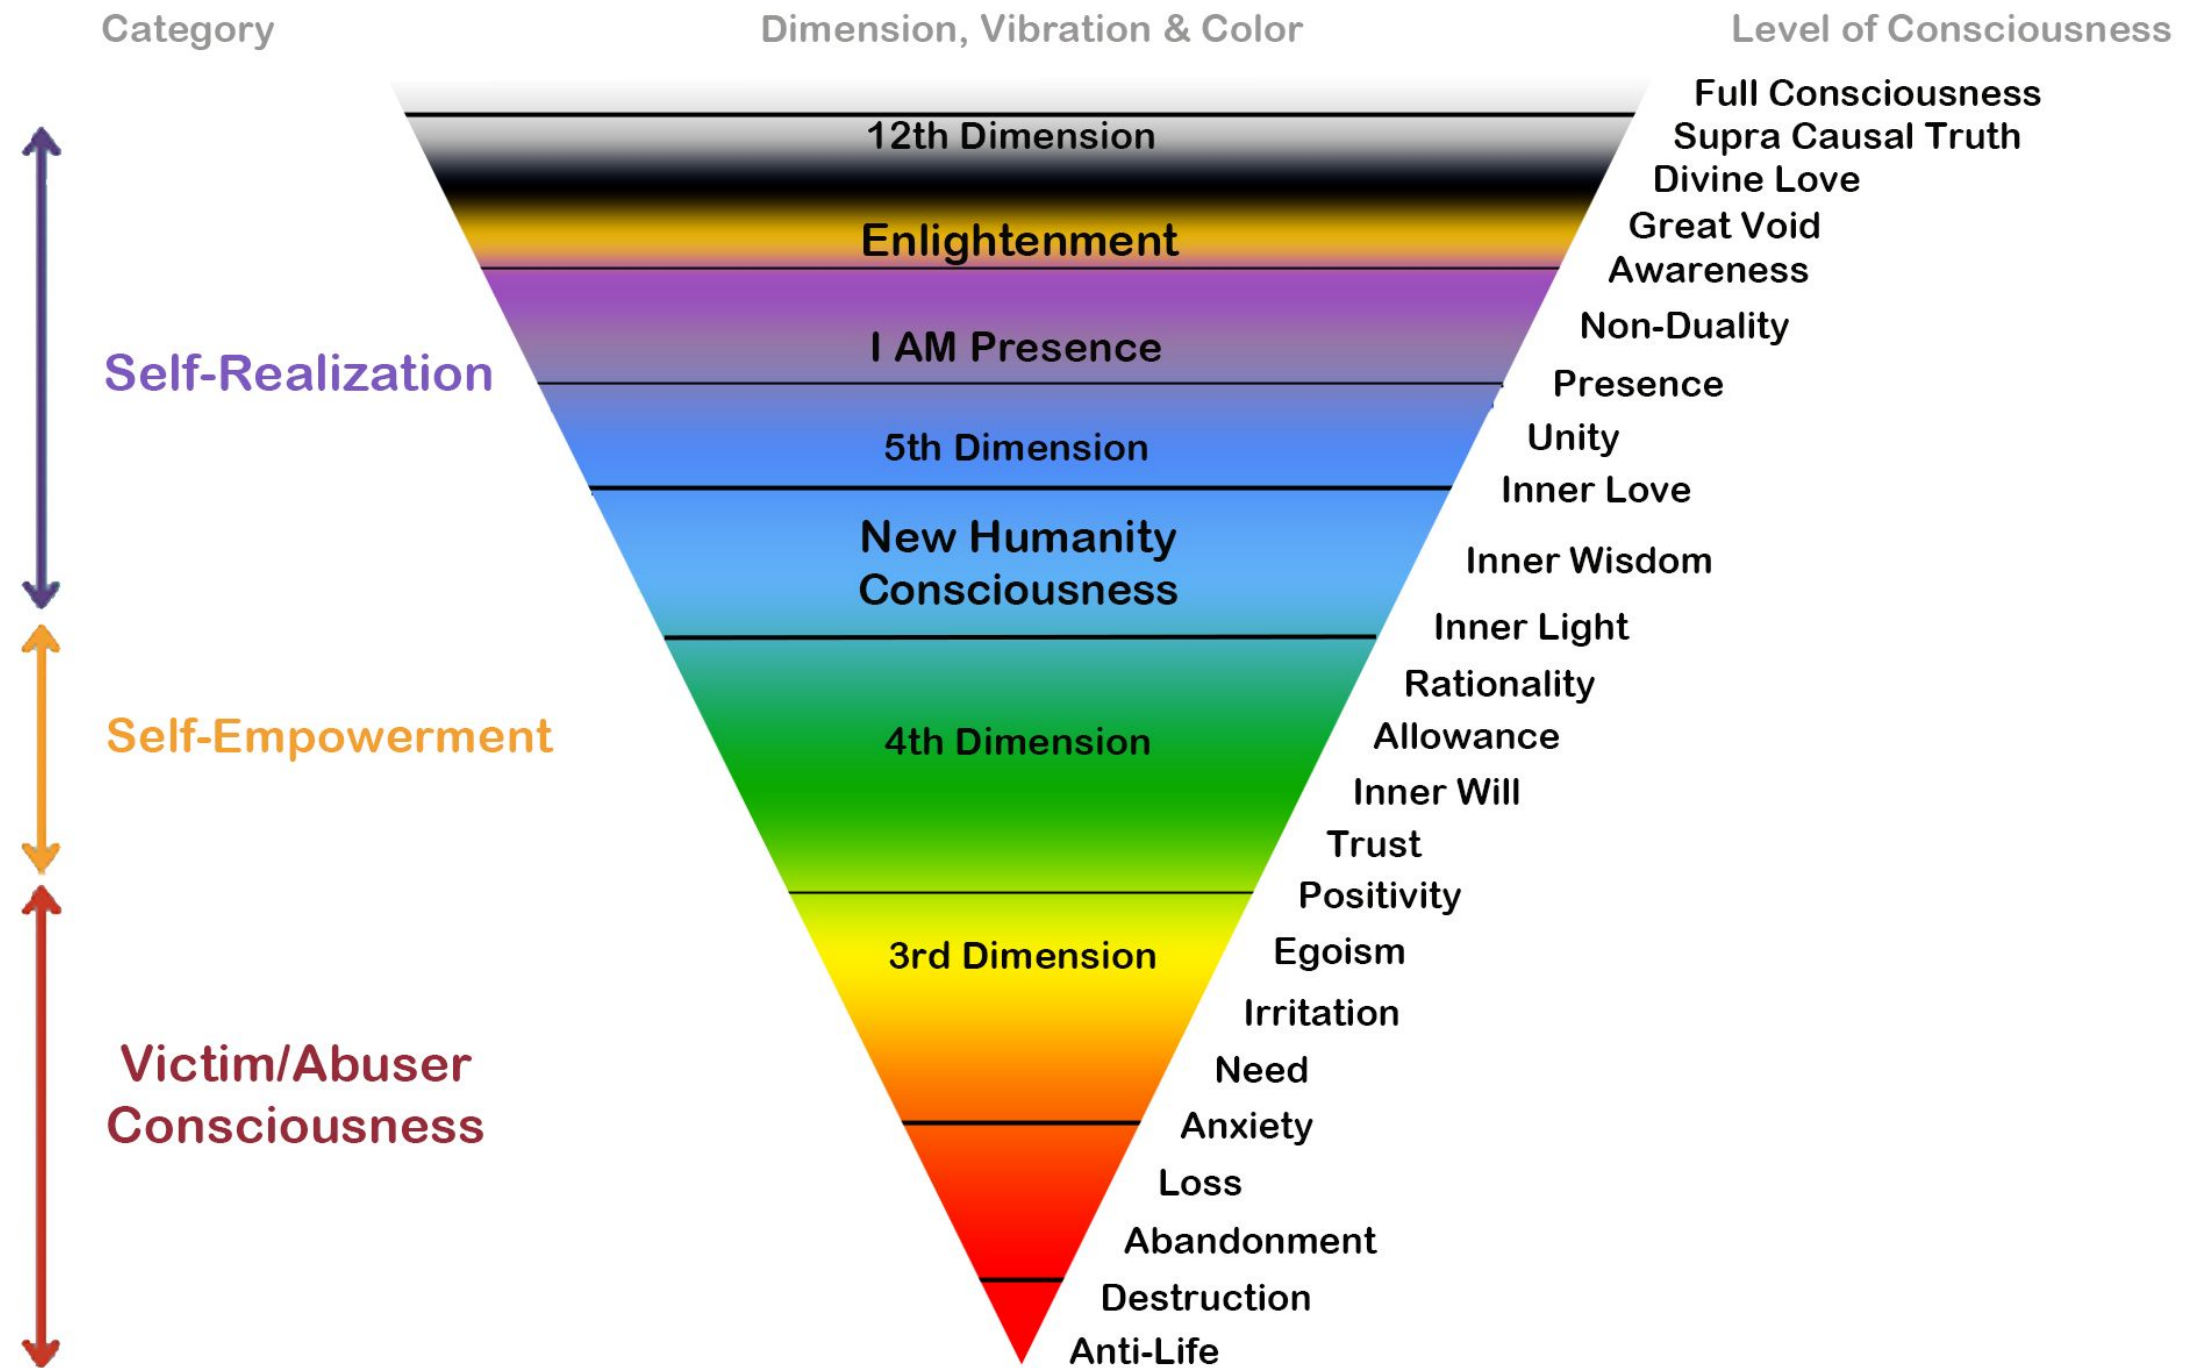 Category
Dimension, Vibration & Color
Level of Consciousness
Full Consciousness
12th Dimension
Supra Causal Truth
Divine Love
Great Void
Enlightenment
Awareness
Non-Duality
I AM Presence
Self-Realization
Presence
Unity
5th Dimension
Inner Love
New Humanity
Consciousness
Inner Wisdom
Inner Light
Rationality
Self-Empowerment
4th Dimension
Allowance
Inner Will
Trust
Positivity
3rd Dimension
Egoism
Irritation
Victim/Abuser
Consciousness
Need
Anxiety
Loss
Abandonment
Destruction
Anti-Life